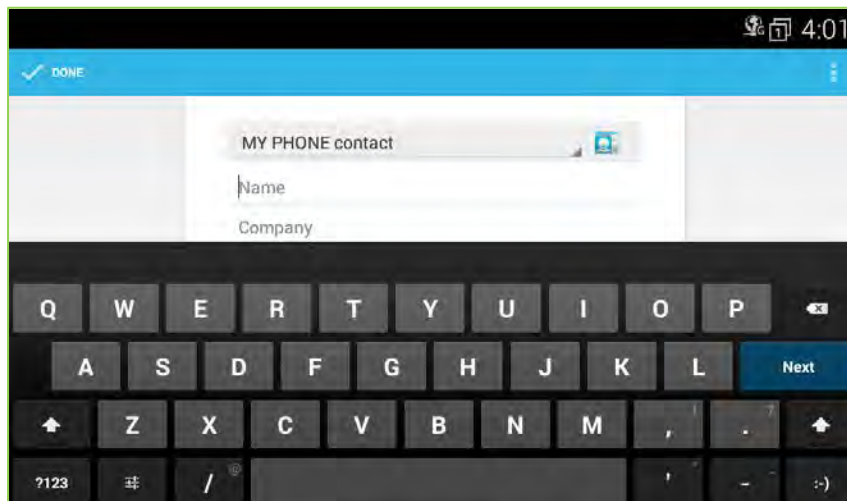 4:01
DONE
MY PHONE contact
Name
Company
Q W E R T Y U I O P
A S D F G H J K L Next
Z X C V B N M , ! . ?
?123 / @ ' " - _ :-)